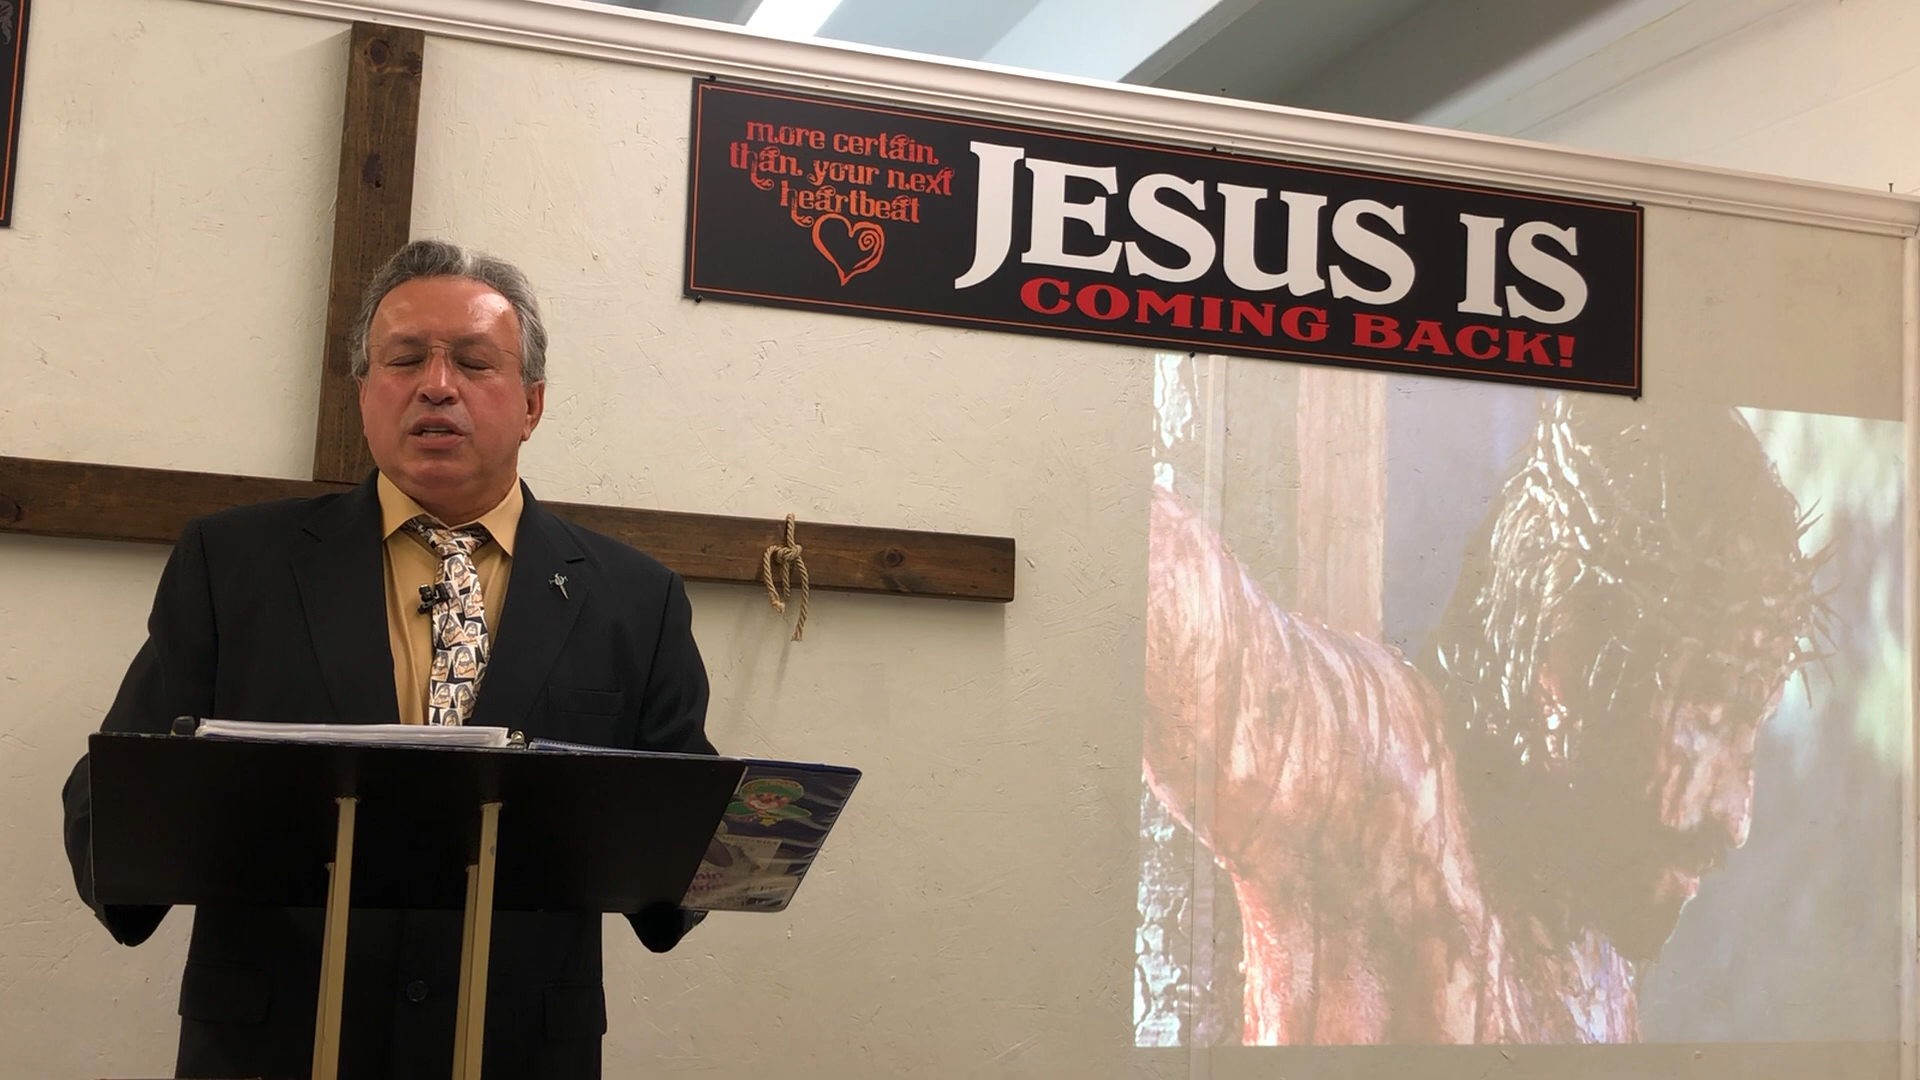 more certain
than your next
heartbeat
JESUS IS
COMING BACK!